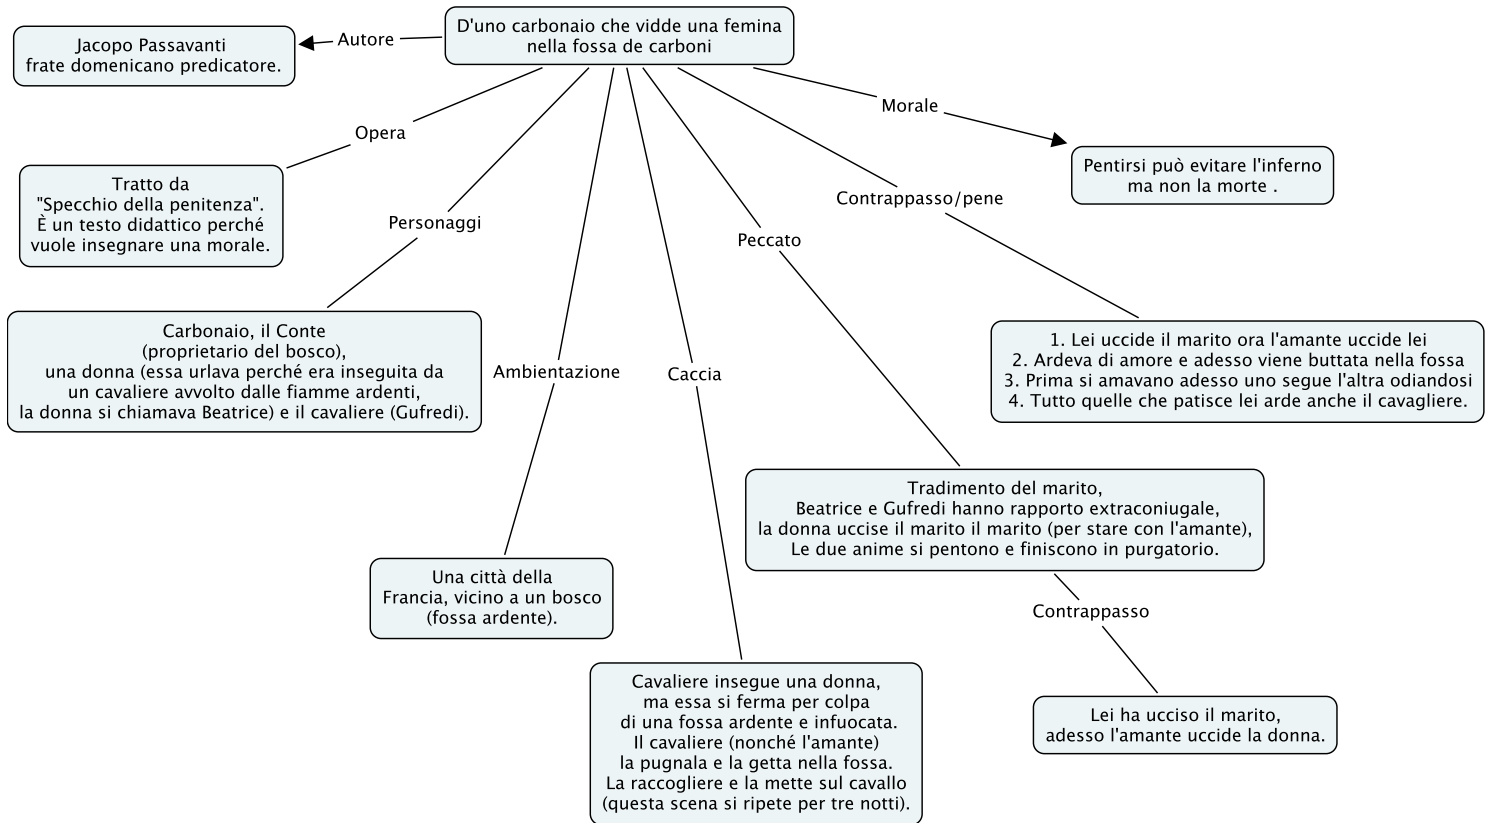 D'uno carbonaio che vidde una femina
nella fossa de carboni
Autore
Jacopo Passavanti
frate domenicano predicatore.
Opera
Tratto da
"Specchio della penitenza".
È un testo didattico perché
vuole insegnare una morale.
Personaggi
Carbonaio, il Conte
(proprietario del bosco),
una donna (essa urlava perché era inseguita da
un cavaliere avvolto dalle fiamme ardenti,
la donna si chiamava Beatrice) e il cavaliere (Gufredi).
Ambientazione
Una città della
Francia, vicino a un bosco
(fossa ardente).
Caccia
Cavaliere insegue una donna,
ma essa si ferma per colpa
di una fossa ardente e infuocata.
Il cavaliere (nonché l'amante)
la pugnala e la getta nella fossa.
La raccogliere e la mette sul cavallo
(questa scena si ripete per tre notti).
Peccato
Tradimento del marito,
Beatrice e Gufredi hanno rapporto extraconiugale,
la donna uccise il marito il marito (per stare con l'amante),
Le due anime si pentono e finiscono in purgatorio.
Contrappasso
Lei ha ucciso il marito,
adesso l'amante uccide la donna.
Contrappasso/pene
1. Lei uccide il marito ora l'amante uccide lei
2. Ardeva di amore e adesso viene buttata nella fossa
3. Prima si amavano adesso uno segue l'altra odiandosi
4. Tutto quelle che patisce lei arde anche il cavagliere.
Morale
Pentirsi può evitare l'inferno
ma non la morte .